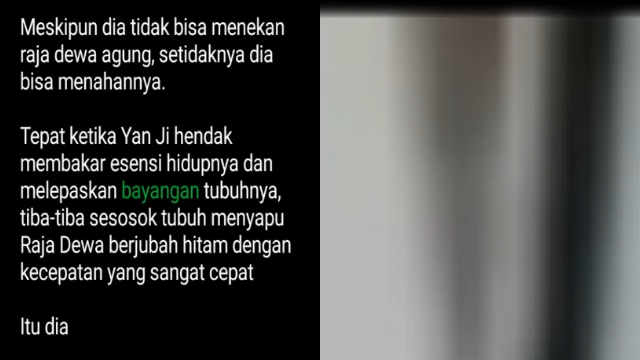 Meskipun dia tidak bisa menekan
raja dewa agung, setidaknya dia
bisa menahannya.
Tepat ketika Yan Ji hendak
membakar esensi hidupnya dan
melepaskan bayangan tubuhnya,
tiba-tiba sesosok tubuh menyapu
Raja Dewa berjubah hitam dengan
kecepatan yang sangat cepat
Itu dia